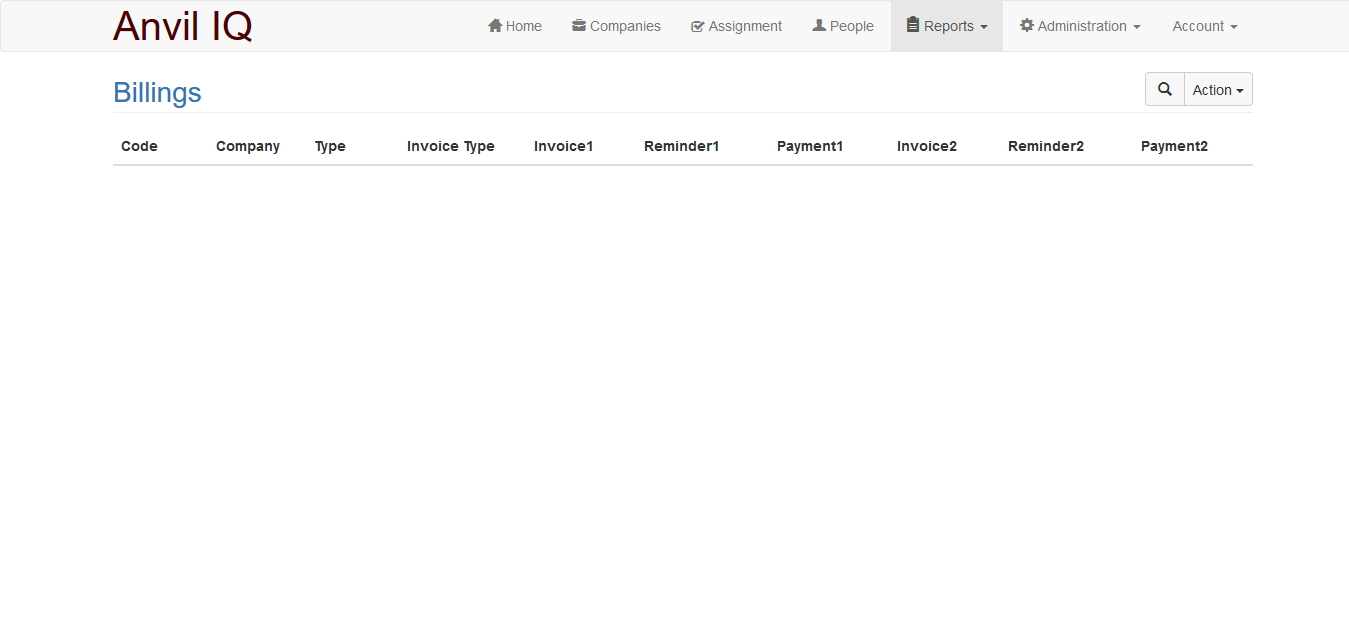 Anvil IQ Home Companies Assignment People Reports Administration Account
Billings Action
Code Company Type Invoice Type Invoice1 Reminder1 Payment1 Invoice2 Reminder2 Payment2